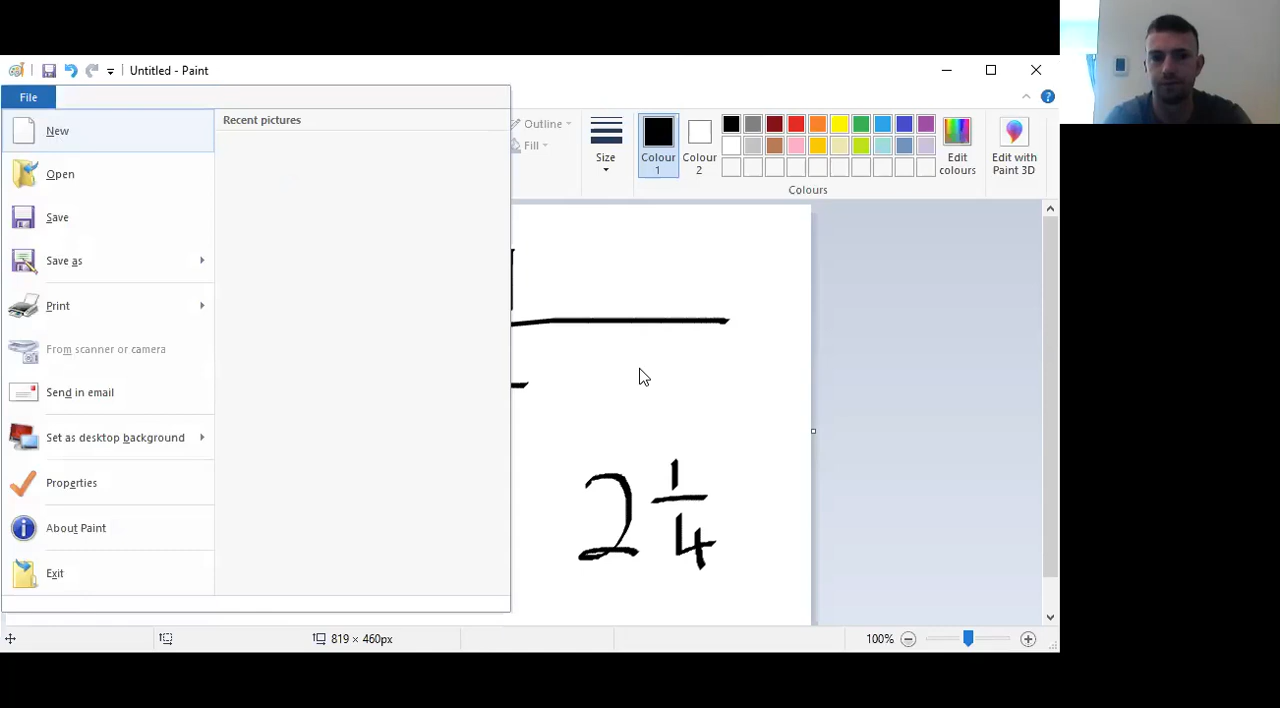 Untitled - Paint
File
New
Open
Save
Save as
Print
From scanner or camera
Send in email
Set as desktop background
Properties
About Paint
Exit
Recent pictures
Outline
Fill
Size
Colour 1
Colour 2
Edit colours
Edit with Paint 3D
Colours
2 1/4
819 × 460px
100%